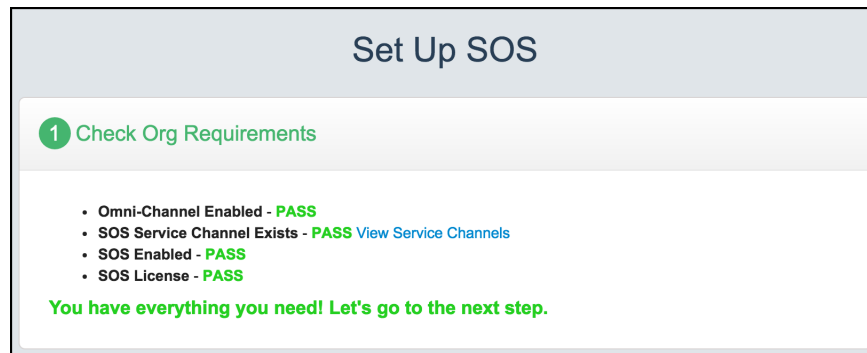 Set Up SOS
1 Check Org Requirements
• Omni-Channel Enabled - PASS
• SOS Service Channel Exists - PASS View Service Channels
• SOS Enabled - PASS
• SOS License - PASS
You have everything you need! Let's go to the next step.